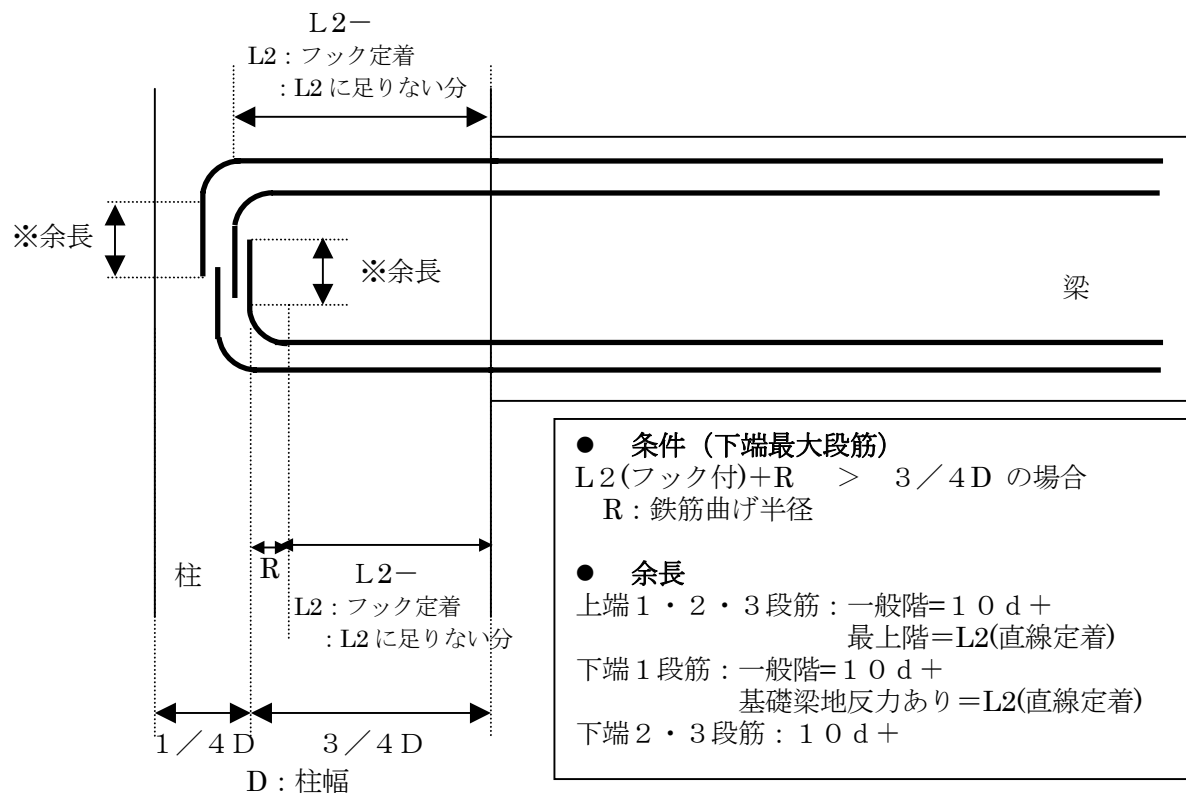 L2－
L2：フック定着
：L2に足りない分
※余長
※余長
梁
● 条件（下端最大段筋）
L2(フック付)＋R ＞ 3／4D の場合
R：鉄筋曲げ半径
● 余長
上端1・2・3段筋：一般階=10d＋
最上階＝L2(直線定着)
下端1段筋：一般階=10d＋
基礎梁地反力あり＝L2(直線定着)
下端2・3段筋：10d＋
柱
R
L2－
L2：フック定着
：L2に足りない分
1／4D
3／4D
D：柱幅